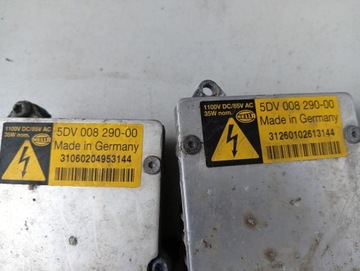 1100V DC/85V AC
35W nom.
HELLA
5DV 008 290-00
Made in Germany
31060204953144
1100V DC/85V AC
35W nom.
HELLA
5DV 008 290-00
Made in Germany
31260102613144